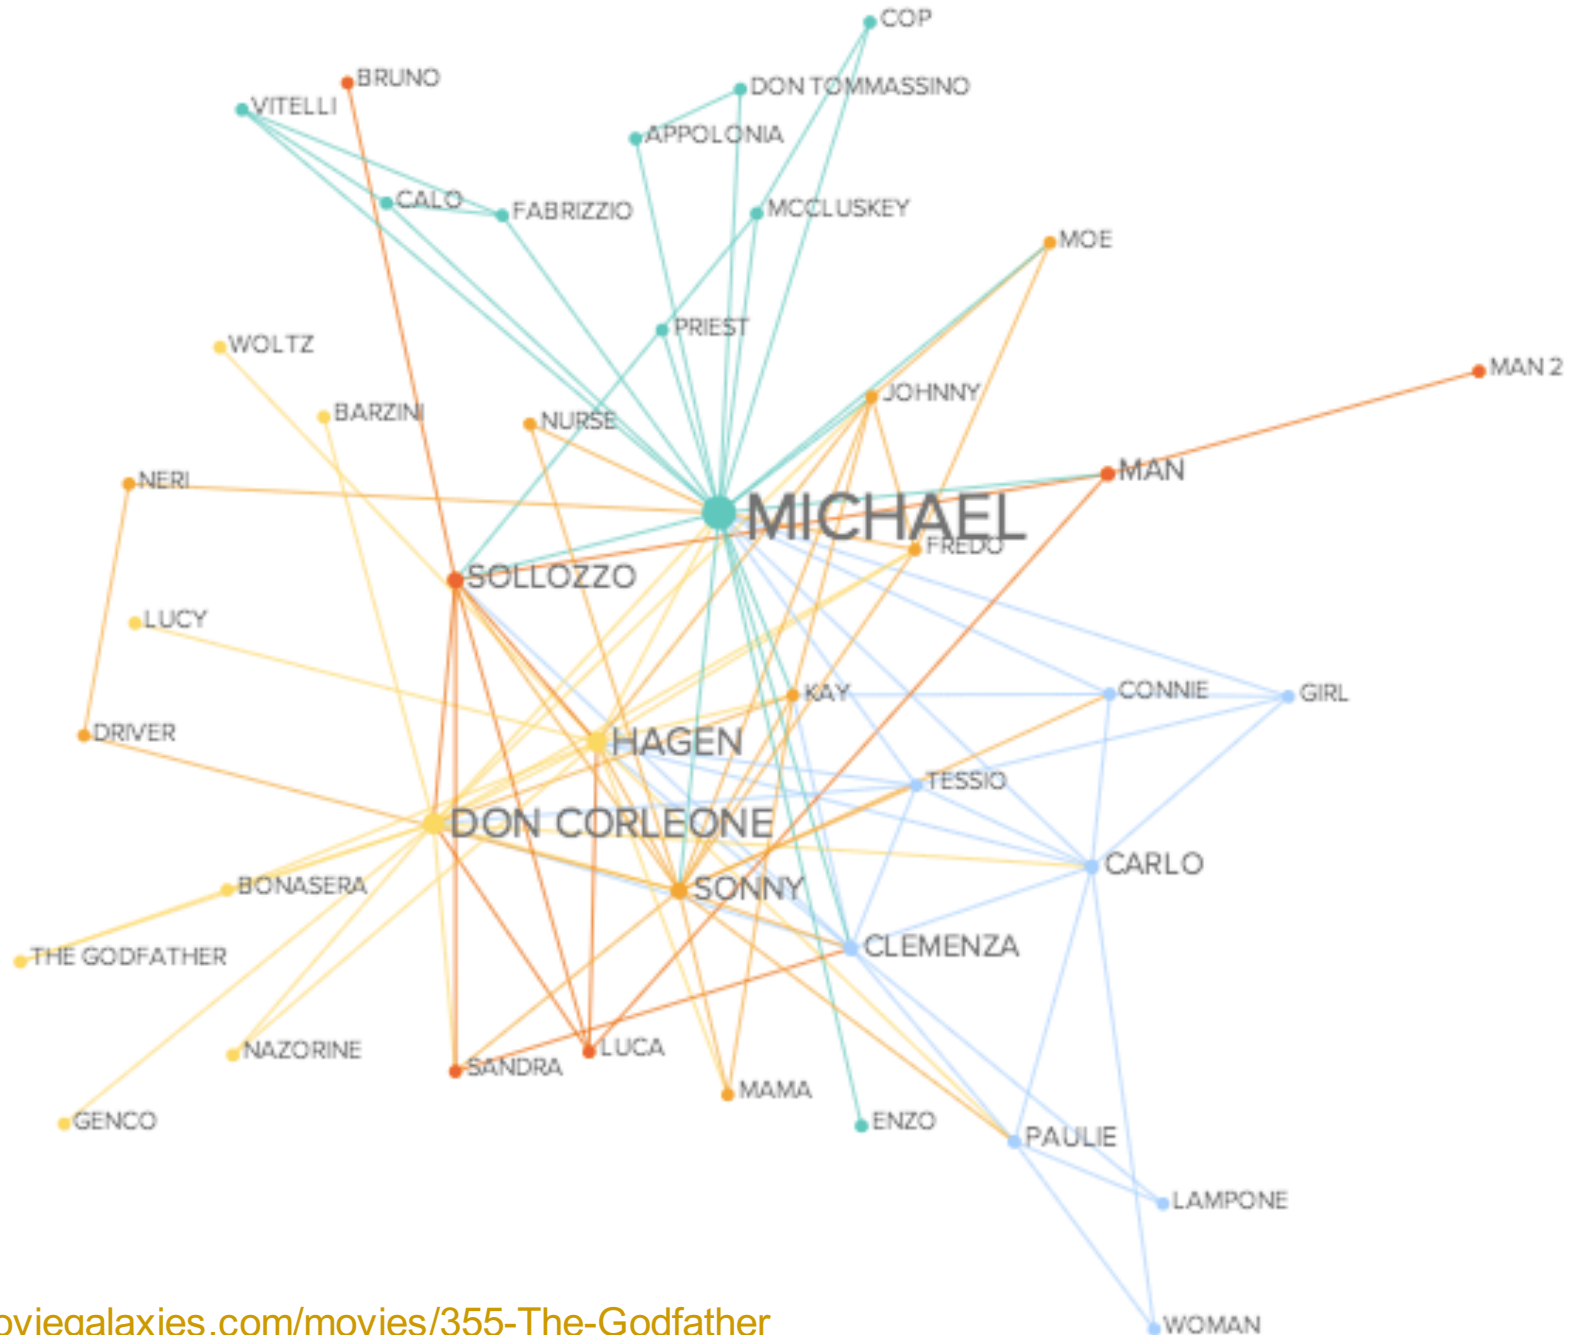 COP
BRUNO
DON TOMMASSINO
VITELLI
APPOLONIA
CALO
FABRIZZIO
MCCLUSKEY
MOE
PRIEST
WOLTZ
MAN 2
JOHNNY
BARZINI
NURSE
MAN
NERI
MICHAEL
FREDO
SOLLOZZO
LUCY
KAY
CONNIE
GIRL
DRIVER
HAGEN
TESSIO
DON CORLEONE
CARLO
BONASERA
SONNY
CLEMENZA
THE GODFATHER
NAZORINE
LUCA
SANDRA
MAMA
GENCO
ENZO
PAULIE
LAMPONE
oviegalaxies.com/movies/355-The-Godfather
WOMAN